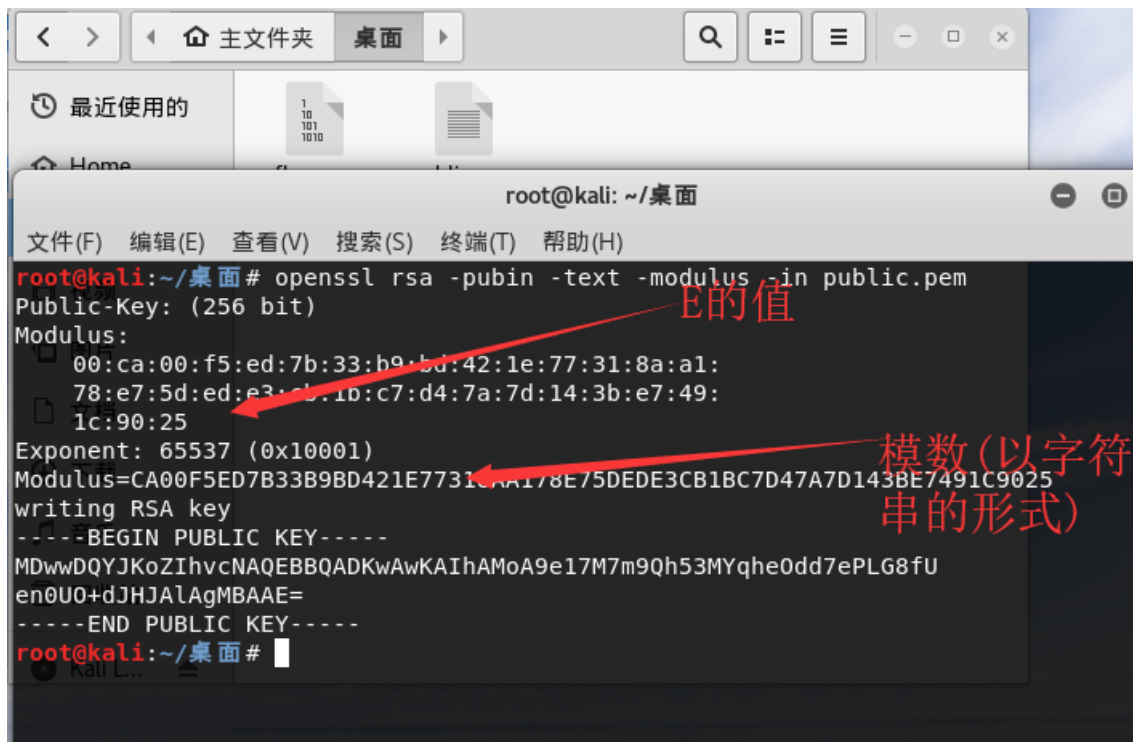 主文件夹 桌面
最近使用的
1
10
101
1010
Home
root@kali: ~/桌面
文件(F) 编辑(E) 查看(V) 搜索(S) 终端(T) 帮助(H)
root@kali:~/桌面# openssl rsa -pubin -text -modulus -in public.pem
E的值
Public-Key: (256 bit)
Modulus:
00:ca:00:f5:ed:7b:33:b9:bd:42:1e:77:31:8a:a1:
78:e7:5d:ed:e3:cb:1b:c7:d4:7a:7d:14:3b:e7:49:
1c:90:25
Exponent: 65537 (0x10001)
模数(以字符
串的形式)
Modulus=CA00F5ED7B33B9BD421E77318AA178E75DEDE3CB1BC7D47A7D143BE7491C9025
writing RSA key
-----BEGIN PUBLIC KEY-----
MDwwDQYJKoZIhvcNAQEBBQADKwAwKAIhAMoA9e17M7m9Qh53MYqheOdd7ePLG8fU
en0UO+dJHJAlAgMBAAE=
-----END PUBLIC KEY-----
root@kali:~/桌面#